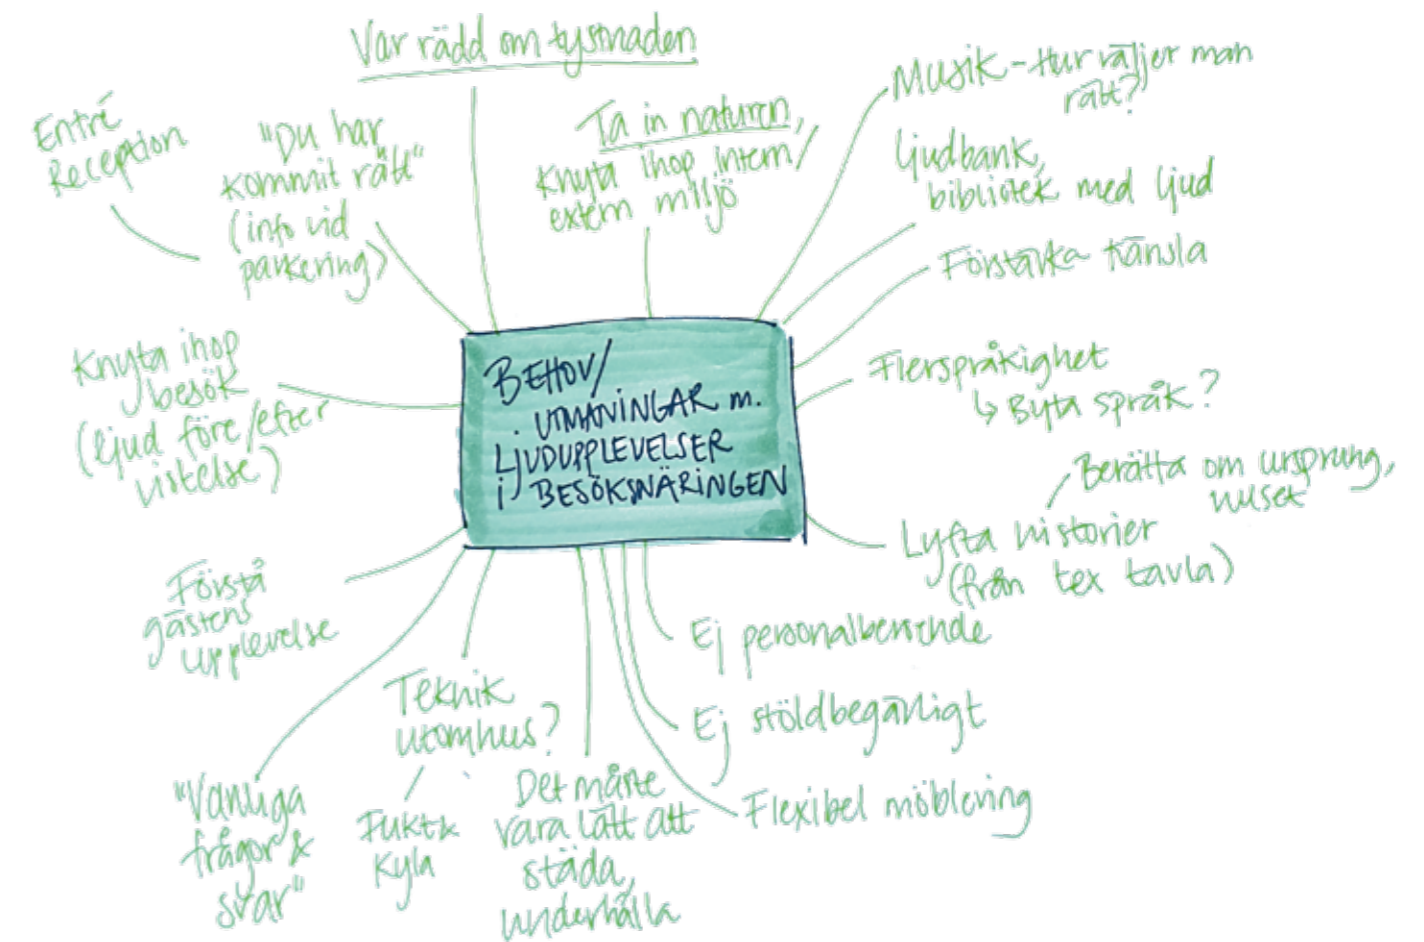 Var rädd om tystnaden
Entré
Reception
"Du har
kommit rätt"
(info vid
parkering)
Ta in naturen,
knyta ihop intern/
extern miljö
Musik - Hur väljer man
rätt?
Ljudbank,
bibliotek med ljud
Förstärka känsla
Flerspråkighet
↳ Byta språk?
Berätta om ursprung,
huset
Lyfta historier
(från tex tavla)
Ej personalberoende
Ej stöldbegärligt
Flexibel möblering
Det måste
vara lätt att
städa,
underhålla
Teknik
utomhus?
Fukt &
Kyla
"Vanliga
frågor &
svar"
Förstå
gästens
upplevelse
Knyta ihop
besök
(ljud före/efter
vistelse)
BEHOV/
UTMANINGAR m.
LJUDUPPLEVELSER
i BESÖKSNÄRINGEN